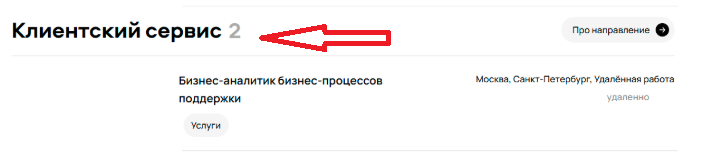 Клиентский сервис 2
Про направление
Бизнес-аналитик бизнес-процессов
поддержки
Москва, Санкт-Петербург, Удалённая работа
удаленно
Услуги